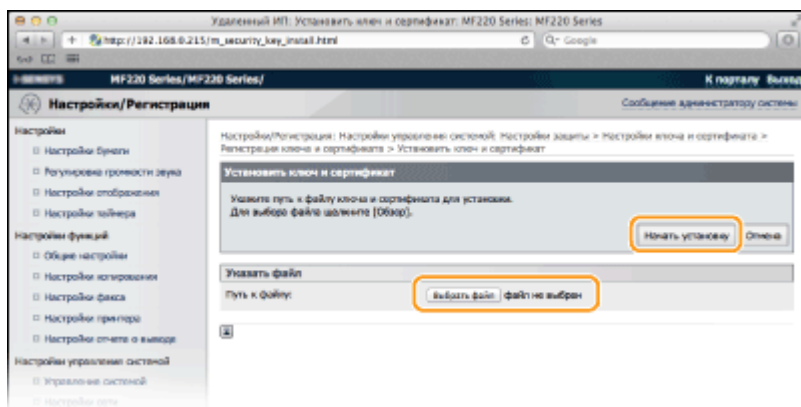 Удаленный ИП: Установить ключ и сертификат: MF220 Series: MF220 Series
http://192.168.0.215/m_security_key_install.html
Google
i-SENSYS MF220 Series/MF220 Series/ К порталу Выход
Настройки/Регистрация Сообщение администратору системы
Настройки
Настройки бумаги
Регулировка громкости звука
Настройки отображения
Настройки таймера
Настройки функций
Общие настройки
Настройки копирования
Настройки факса
Настройки принтера
Настройки отчета о выводе
Настройки управления системой
Управление системой
Настройки сети
Настройки/Регистрация: Настройки управления системой: Настройки защиты > Настройки ключа и сертификата >
Регистрация ключа и сертификата > Установить ключ и сертификат
Установить ключ и сертификат
Укажите путь к файлу ключа и сертификата для установки.
Для выбора файла щелкните [Обзор].
Начать установку Отмена
Указать файл
Путь к файлу: Выбрать файл файл не выбран